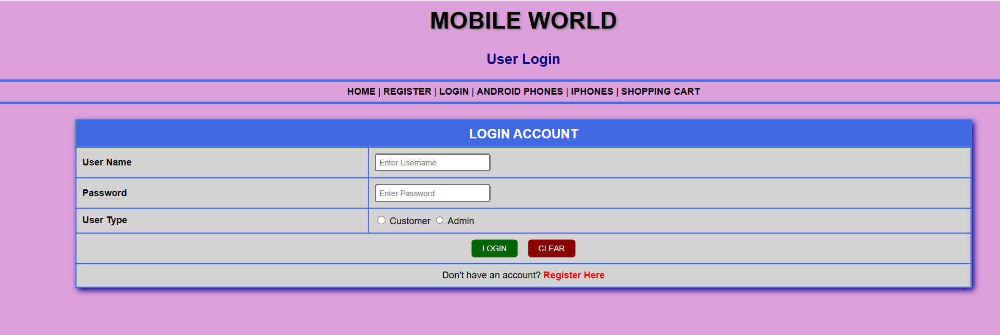 MOBILE WORLD
User Login
HOME | REGISTER | LOGIN | ANDROID PHONES | IPHONES | SHOPPING CART
LOGIN ACCOUNT
User Name Enter Username
Password Enter Password
User Type Customer Admin
LOGIN CLEAR
Don't have an account? Register Here